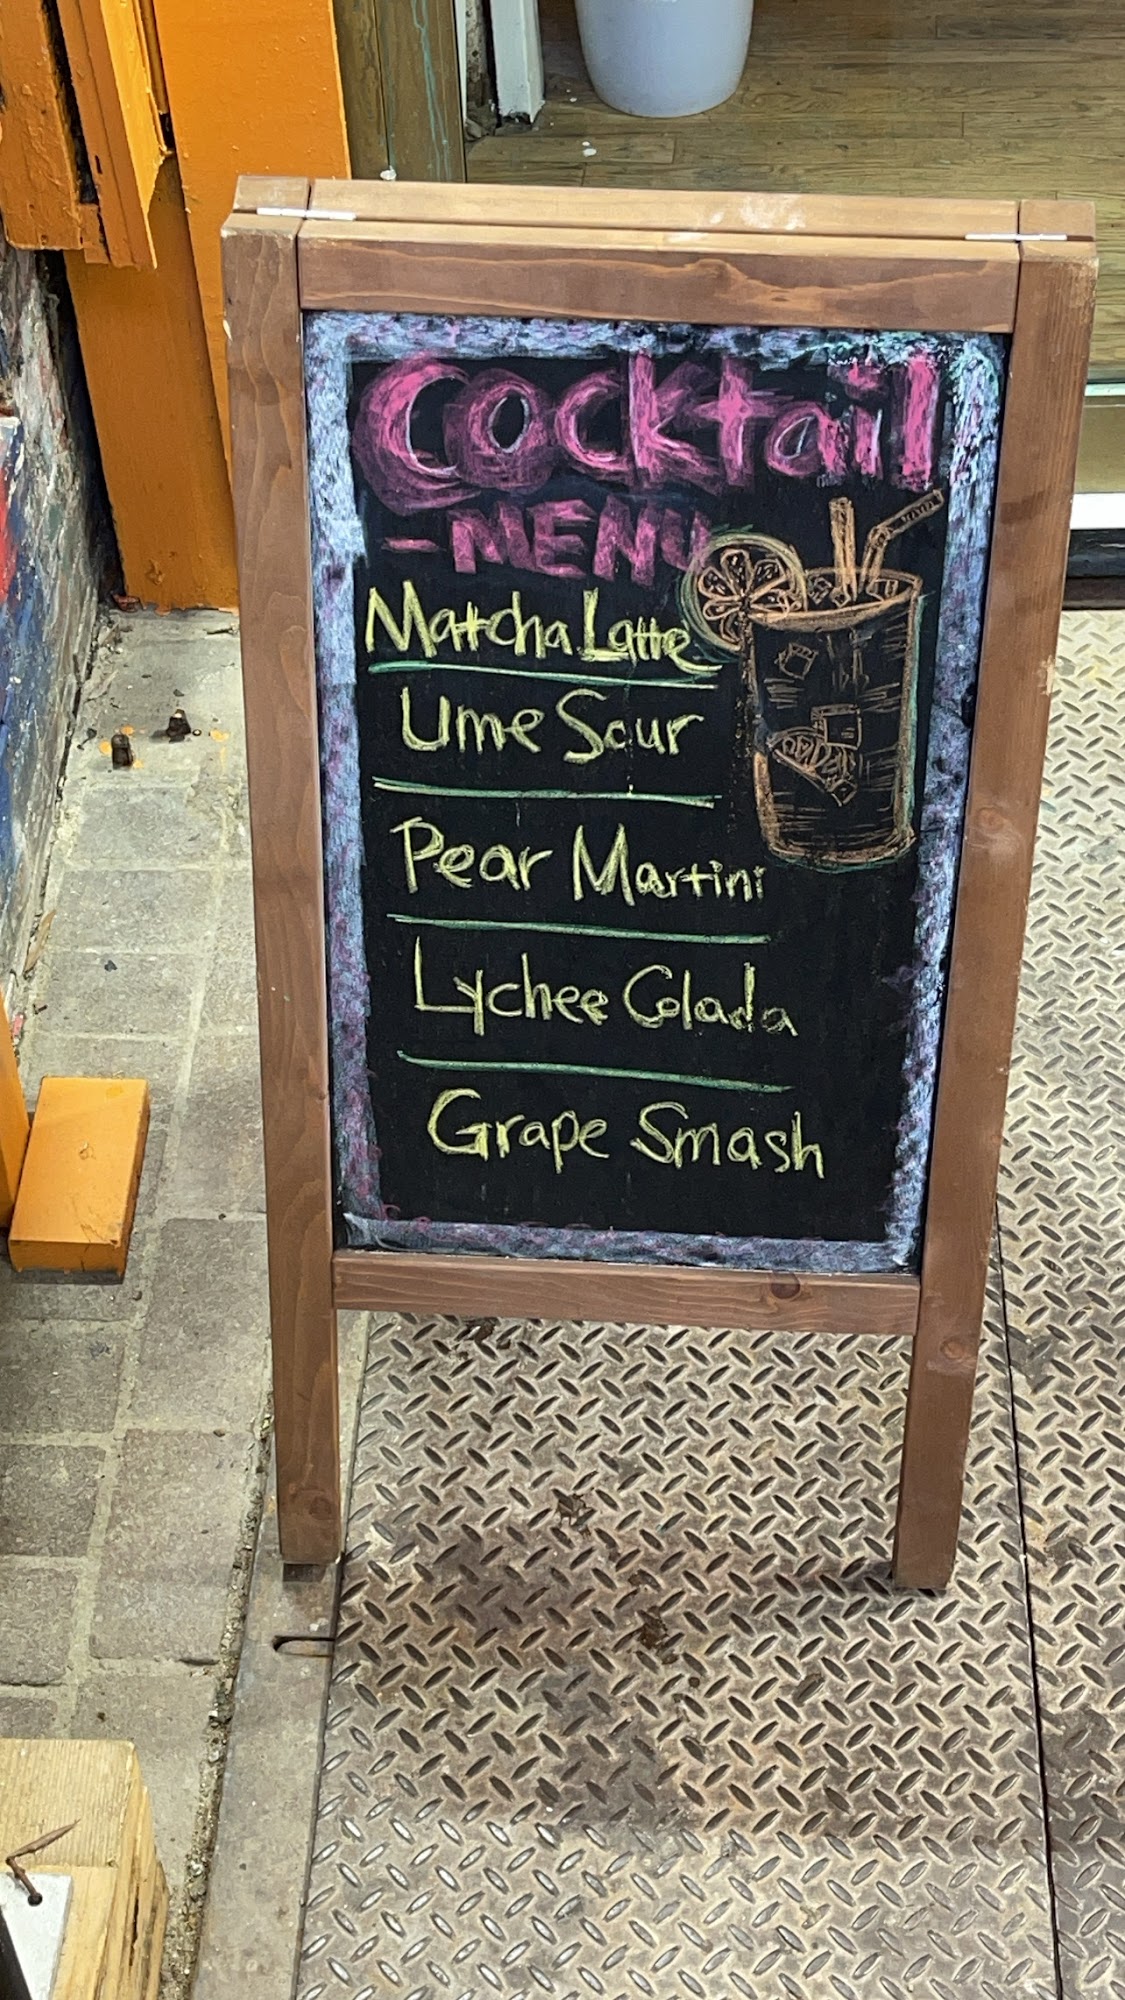 Cocktail
- MENU
Matcha Latte
Ume Sour
Pear Martini
Lychee Colada
Grape Smash